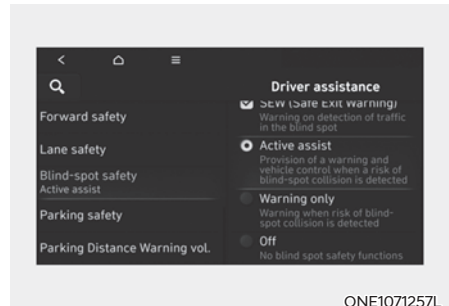 Driver assistance
Forward safety
Lane safety
Blind-spot safety
Active assist
Parking safety
Parking Distance Warning vol.
SEW (Safe Exit Warning)
Warning on detection of traffic
in the blind spot
Active assist
Provision of a warning and
vehicle control when a risk of
blind-spot collision is detected
Warning only
Warning when risk of blind-
spot collision is detected
Off
No blind spot safety functions
ONE1071257L